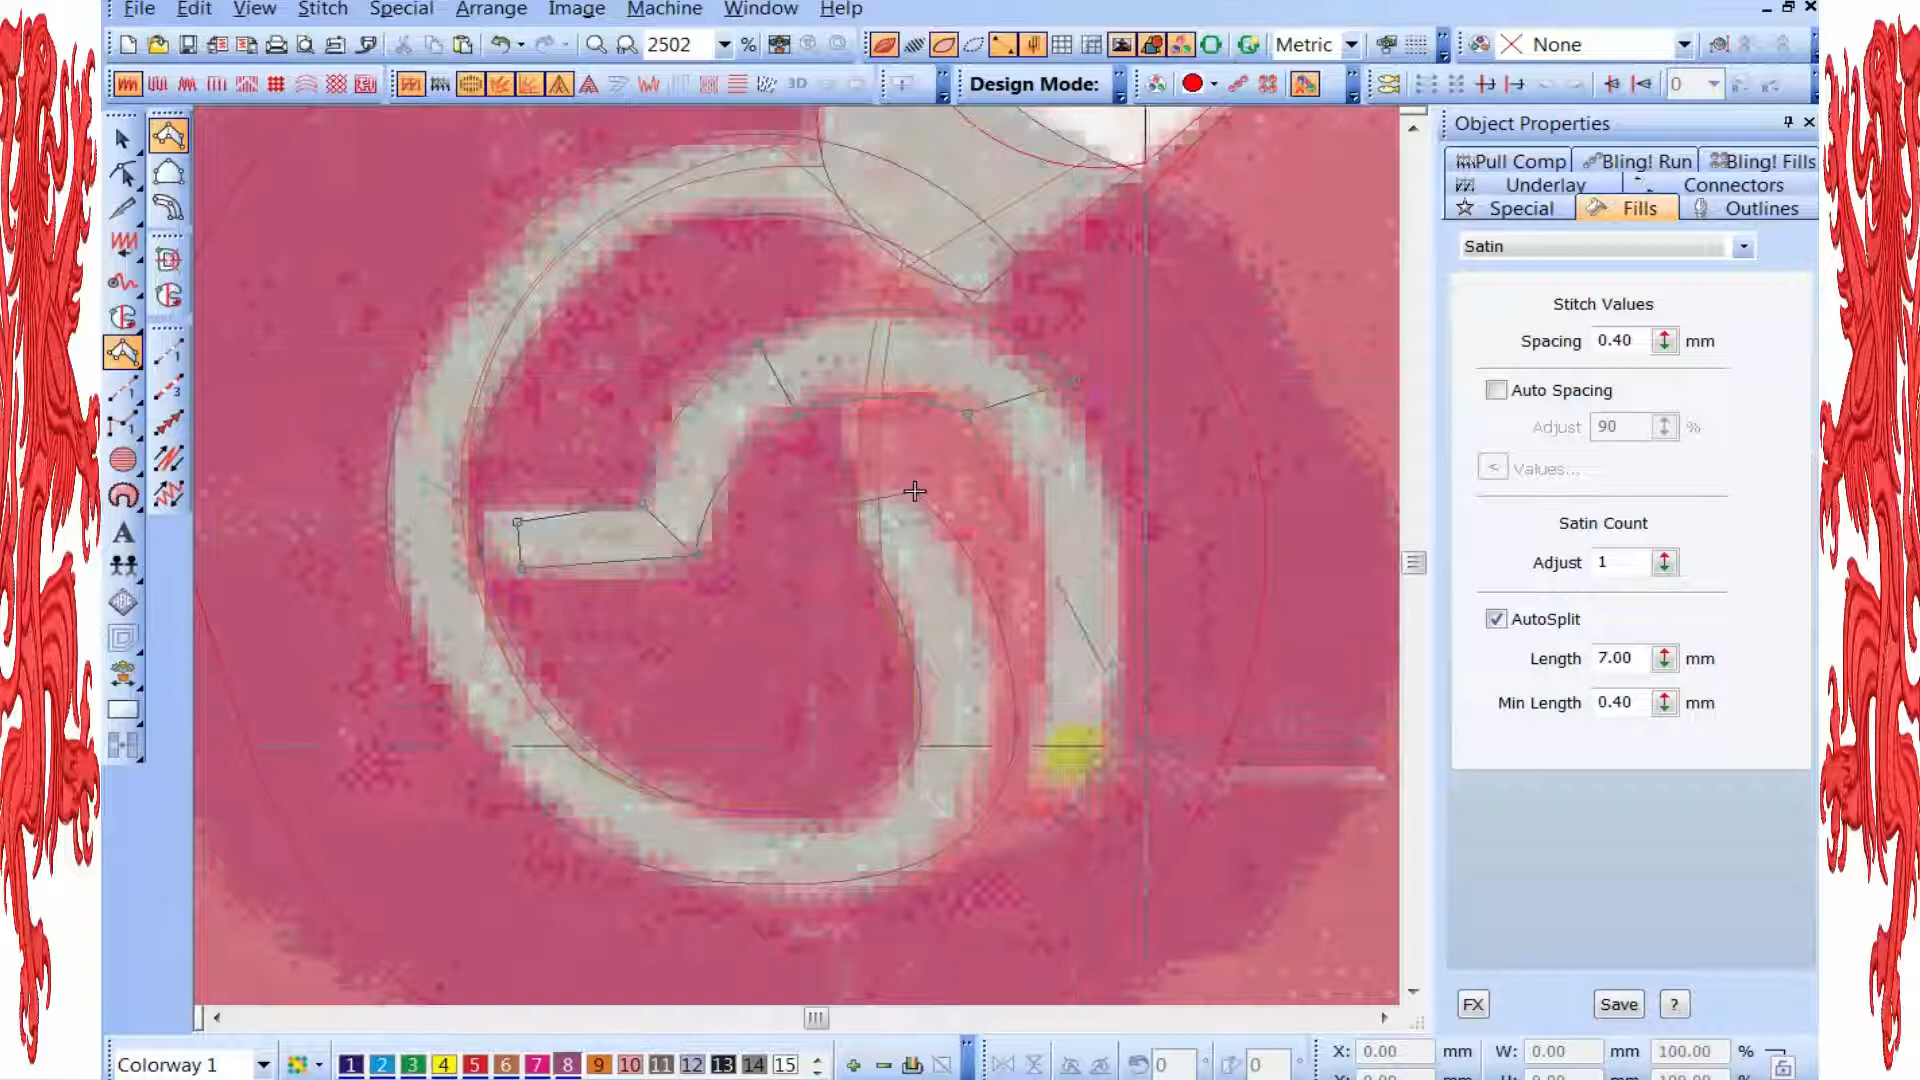 File Edit View Stitch Special Arrange Image Machine Window Help
2502 % Metric None
Design Mode: 3D 0
Object Properties
Pull Comp Bling! Run Bling! Fills
Underlay Connectors
Special Fills Outlines
Satin
Stitch Values
Spacing 0.40 mm
Auto Spacing
Adjust 90 %
< Values...
Satin Count
Adjust 1
AutoSplit
Length 7.00 mm
Min Length 0.40 mm
FX Save ?
Colorway 1 1 2 3 4 5 6 7 8 9 10 11 12 13 14 15 0 0 X: 0.00 mm W: 0.00 mm 100.00 %